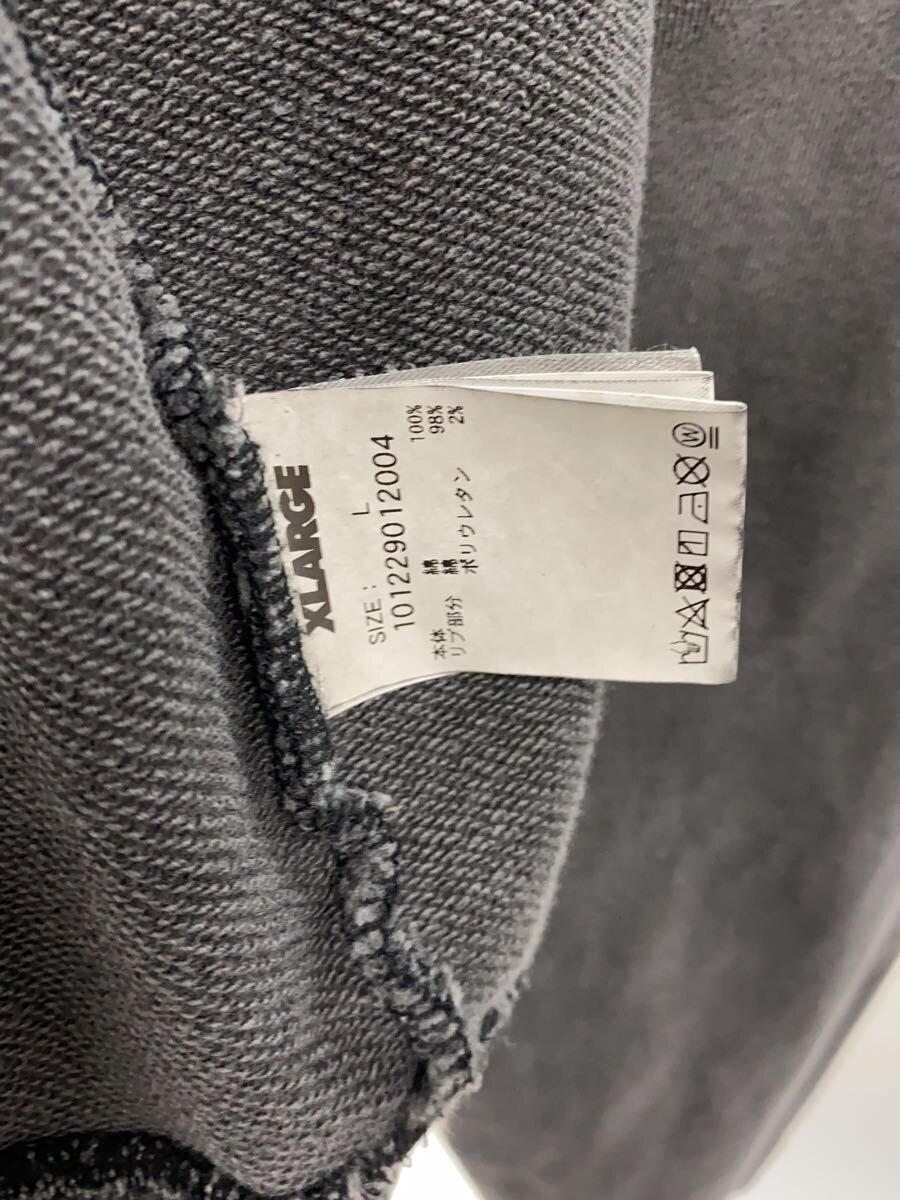 XLARGE
SIZE : L
101229012004
本体 綿 100%
リブ部分 綿 98%
ポリウレタン 2%
W